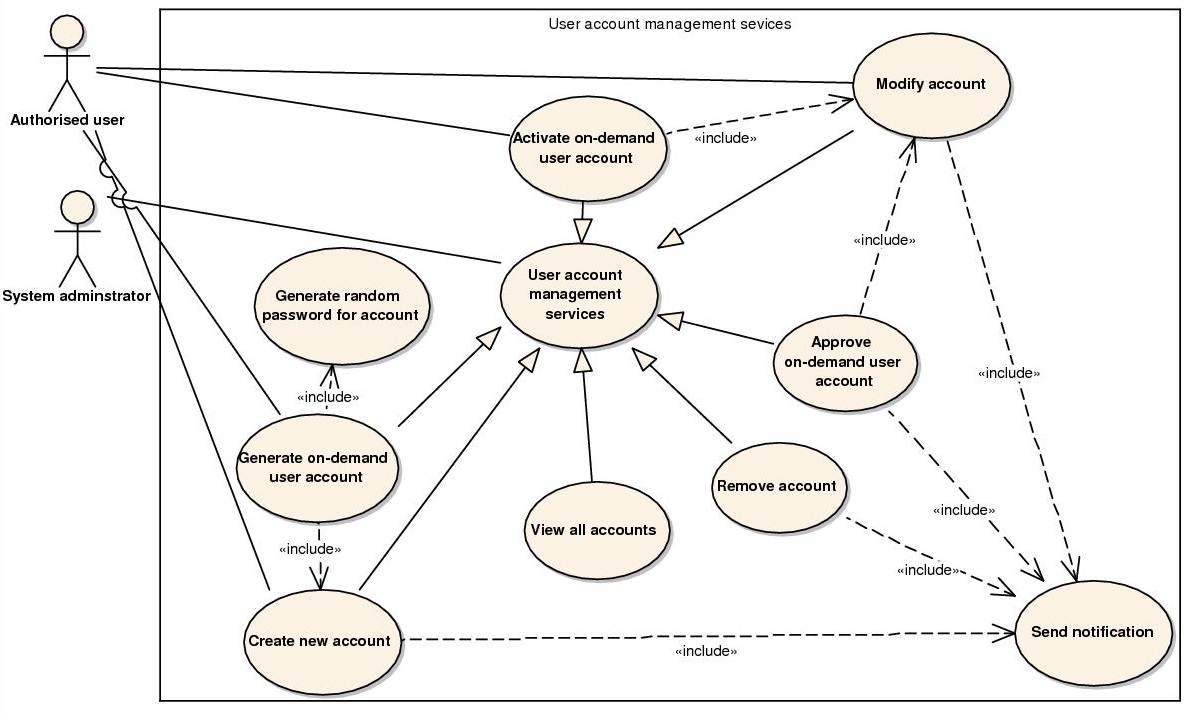 User account management sevices
Authorised user
Modify account
Activate on-demand
user account
«include»
System adminstrator
«include»
Generate random
password for account
User account
management
services
Approve
on-demand user
account
«include»
«include»
Generate on-demand
user account
Remove account
View all accounts
«include»
«include»
«include»
Create new account
Send notification
«include»